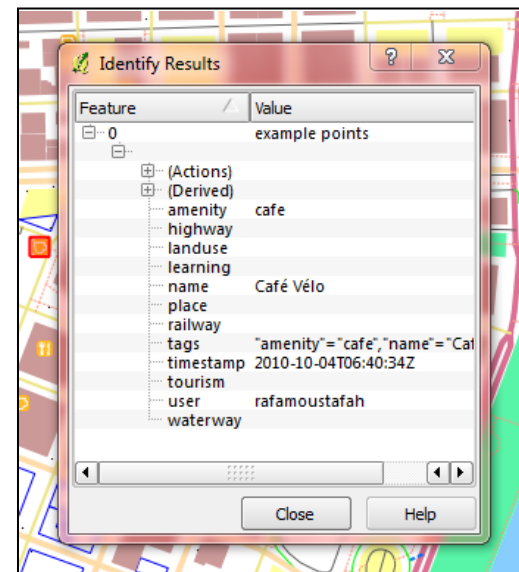 Identify Results
Feature Value
0 example points
(Actions)
(Derived)
amenity cafe
highway
landuse
learning
name Café Vélo
place
railway
tags "amenity"="cafe","name"="Caf
timestamp 2010-10-04T06:40:34Z
tourism
user rafamoustafah
waterway
Close Help